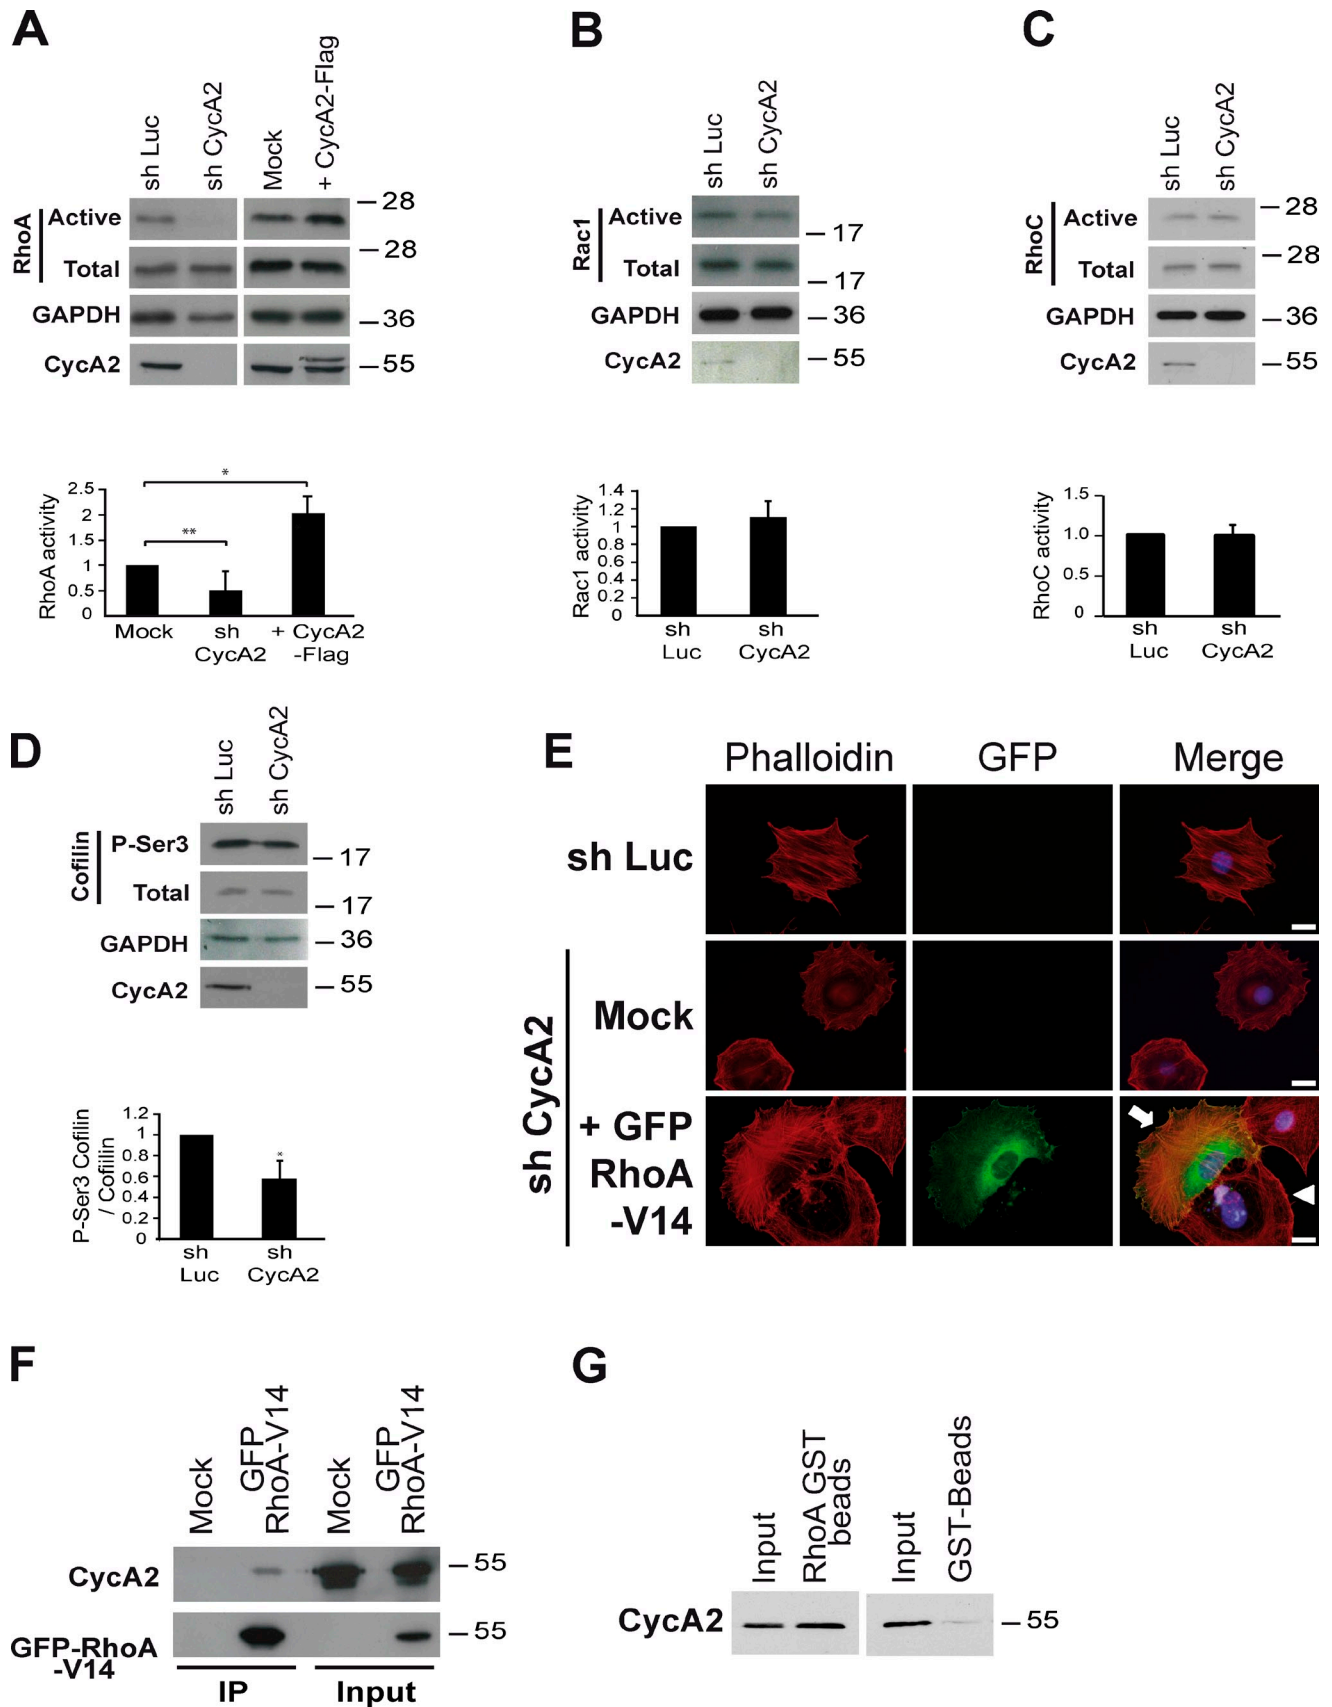 A
sh Luc
sh CycA2
Mock
+ CycA2-Flag
RhoA
Active
Total
GAPDH
CycA2
28
28
36
55
RhoA activity
2.5
2
1.5
1
0.5
0
*
**
Mock
sh
CycA2
+ CycA2
-Flag
B
sh Luc
sh CycA2
Rac1
Active
Total
GAPDH
CycA2
17
17
36
55
Rac1 activity
1.4
1.2
1
0.8
0.6
0.4
0.2
0
sh
Luc
sh
CycA2
C
sh Luc
sh CycA2
RhoC
Active
Total
GAPDH
CycA2
28
28
36
55
RhoC activity
1.5
1.0
0.5
0
sh
Luc
sh
CycA2
D
sh Luc
sh CycA2
Cofilin
P-Ser3
Total
GAPDH
CycA2
17
17
36
55
P-Ser3 Cofilin
/ Cofilin
1.2
1
0.8
0.6
0.4
0.2
0
*
sh
Luc
sh
CycA2
E
Phalloidin
GFP
Merge
sh Luc
sh CycA2
Mock
+ GFP
RhoA
-V14
F
Mock
GFP
RhoA-V14
Mock
GFP
RhoA-V14
CycA2
55
GFP-RhoA
-V14
55
IP
Input
G
Input
RhoA GST
beads
Input
GST-Beads
CycA2
55